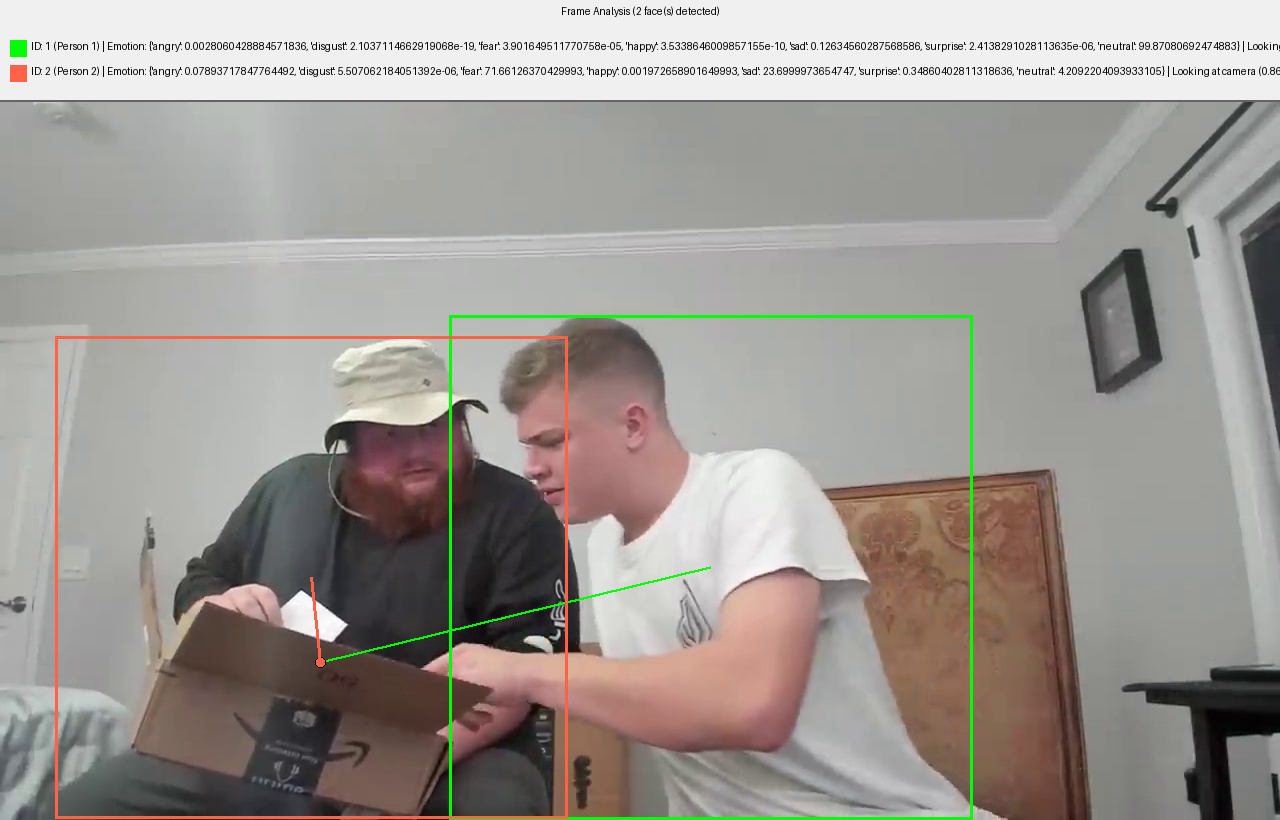 Frame Analysis (2 face(s) detected)
ID: 1 (Person 1) | Emotion: {'angry': 0.0028060428884571836, 'disgust': 2.1037114662919068e-19, 'fear': 3.901649511770758e-05, 'happy': 3.5338646009857155e-10, 'sad': 0.12634560287568586, 'surprise': 2.4138291028113635e-06, 'neutral': 99.87080692474883} | Looking
ID: 2 (Person 2) | Emotion: {'angry': 0.07893717847764492, 'disgust': 5.507062184051392e-06, 'fear': 71.66126370429993, 'happy': 0.001972658901649993, 'sad': 23.6999973654747, 'surprise': 0.34860402811318636, 'neutral': 4.2092204093933105} | Looking at camera (0.86